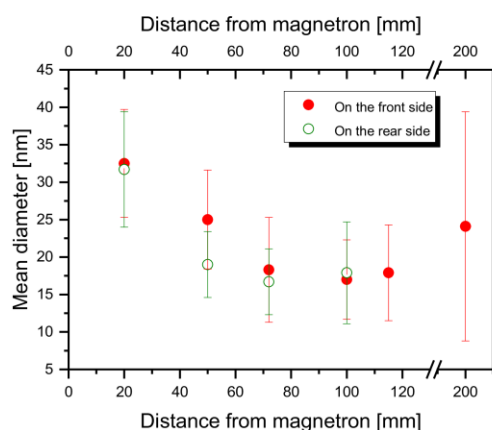 Distance from magnetron [mm]
0 20 40 60 80 100 120 200
45
40
35
30
25
20
15
10
5
Mean diameter [nm]
On the front side
On the rear side
0 20 40 60 80 100 120 200
Distance from magnetron [mm]